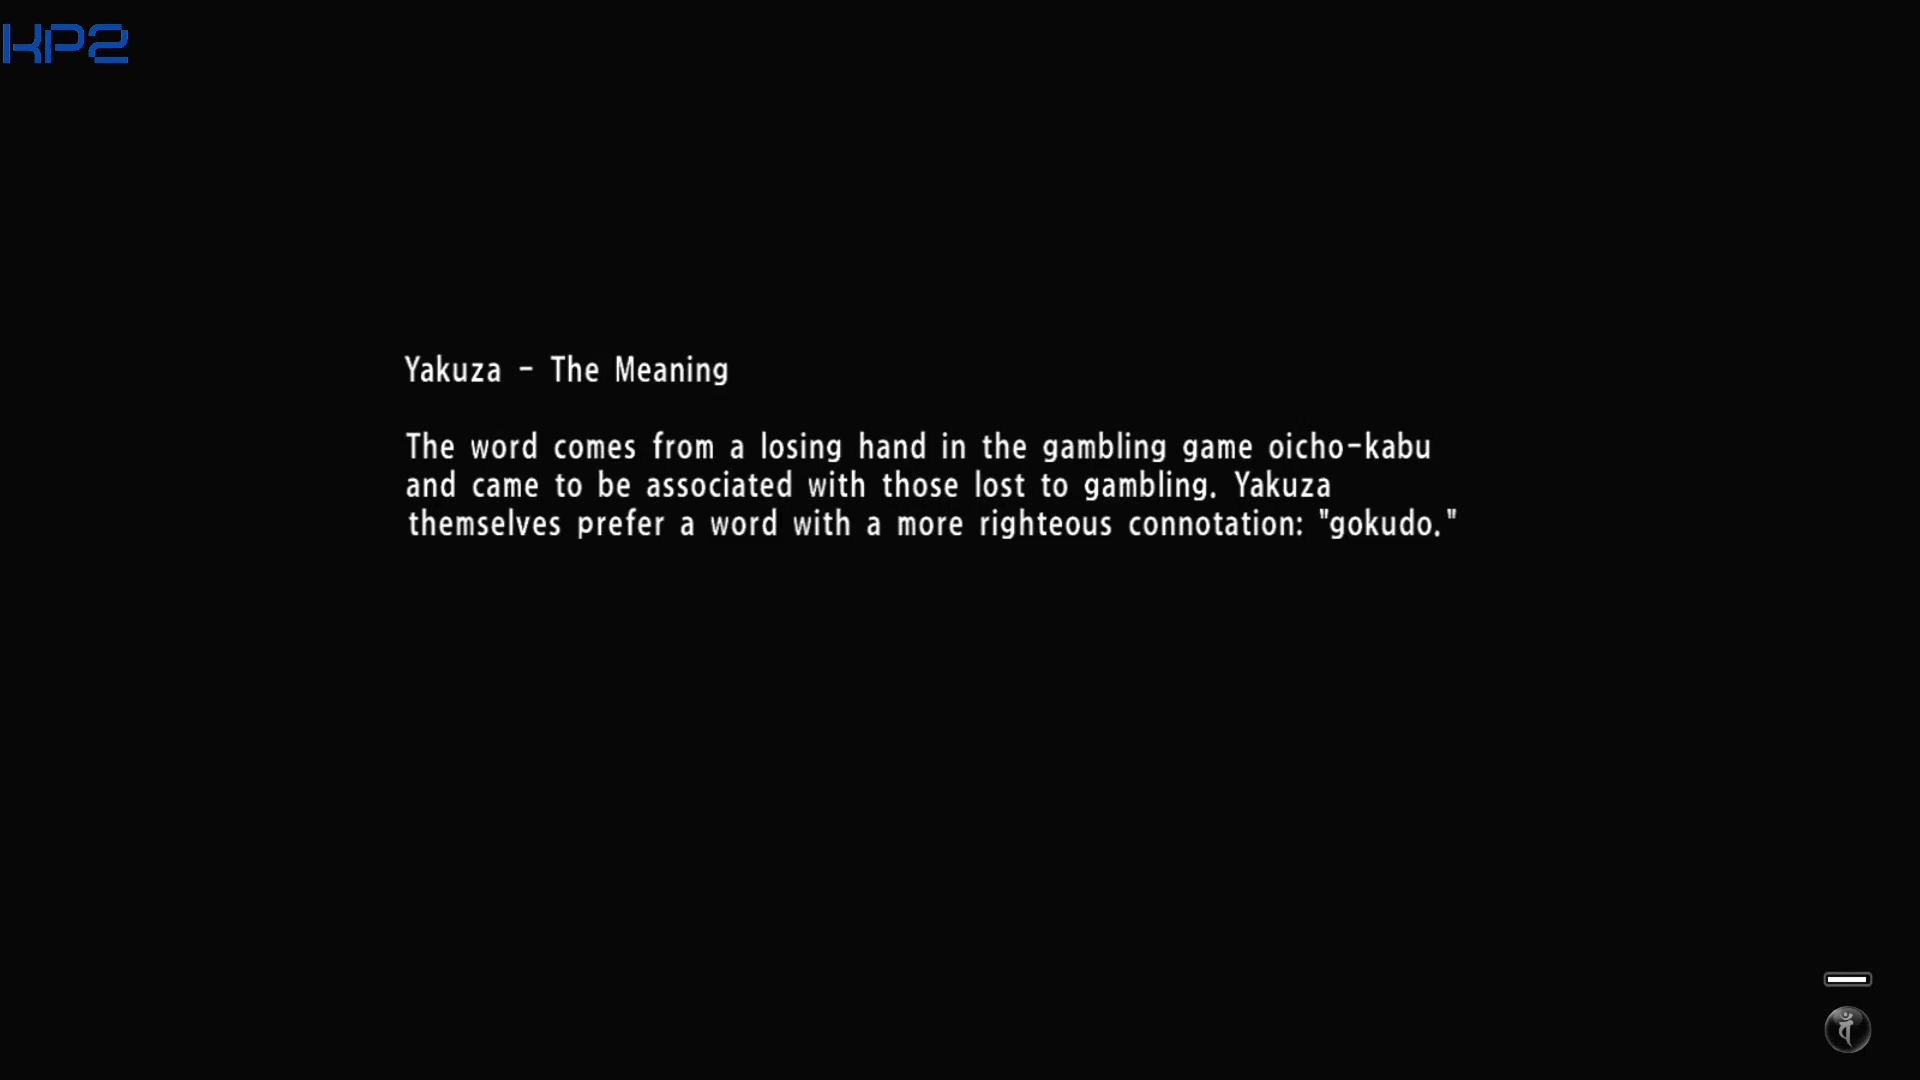 KP2
Yakuza - The Meaning
The word comes from a losing hand in the gambling game oicho-kabu
and came to be associated with those lost to gambling. Yakuza
themselves prefer a word with a more righteous connotation: "gokudo."